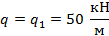 q = q₁ = 50 кН/м